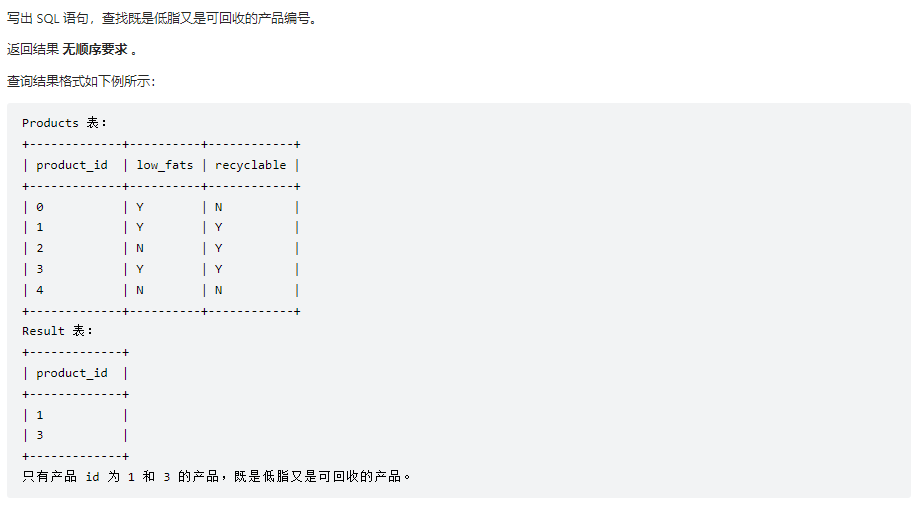 写出 SQL 语句，查找既是低脂又是可回收的产品编号。
返回结果 无顺序要求 。
查询结果格式如下例所示：
Products 表：
+-------------+----------+------------+
| product_id  | low_fats | recyclable |
+-------------+----------+------------+
| 0           | Y        | N          |
| 1           | Y        | Y          |
| 2           | N        | Y          |
| 3           | Y        | Y          |
| 4           | N        | N          |
+-------------+----------+------------+
Result 表：
+-------------+
| product_id  |
+-------------+
| 1           |
| 3           |
+-------------+
只有产品 id 为 1 和 3 的产品，既是低脂又是可回收的产品。